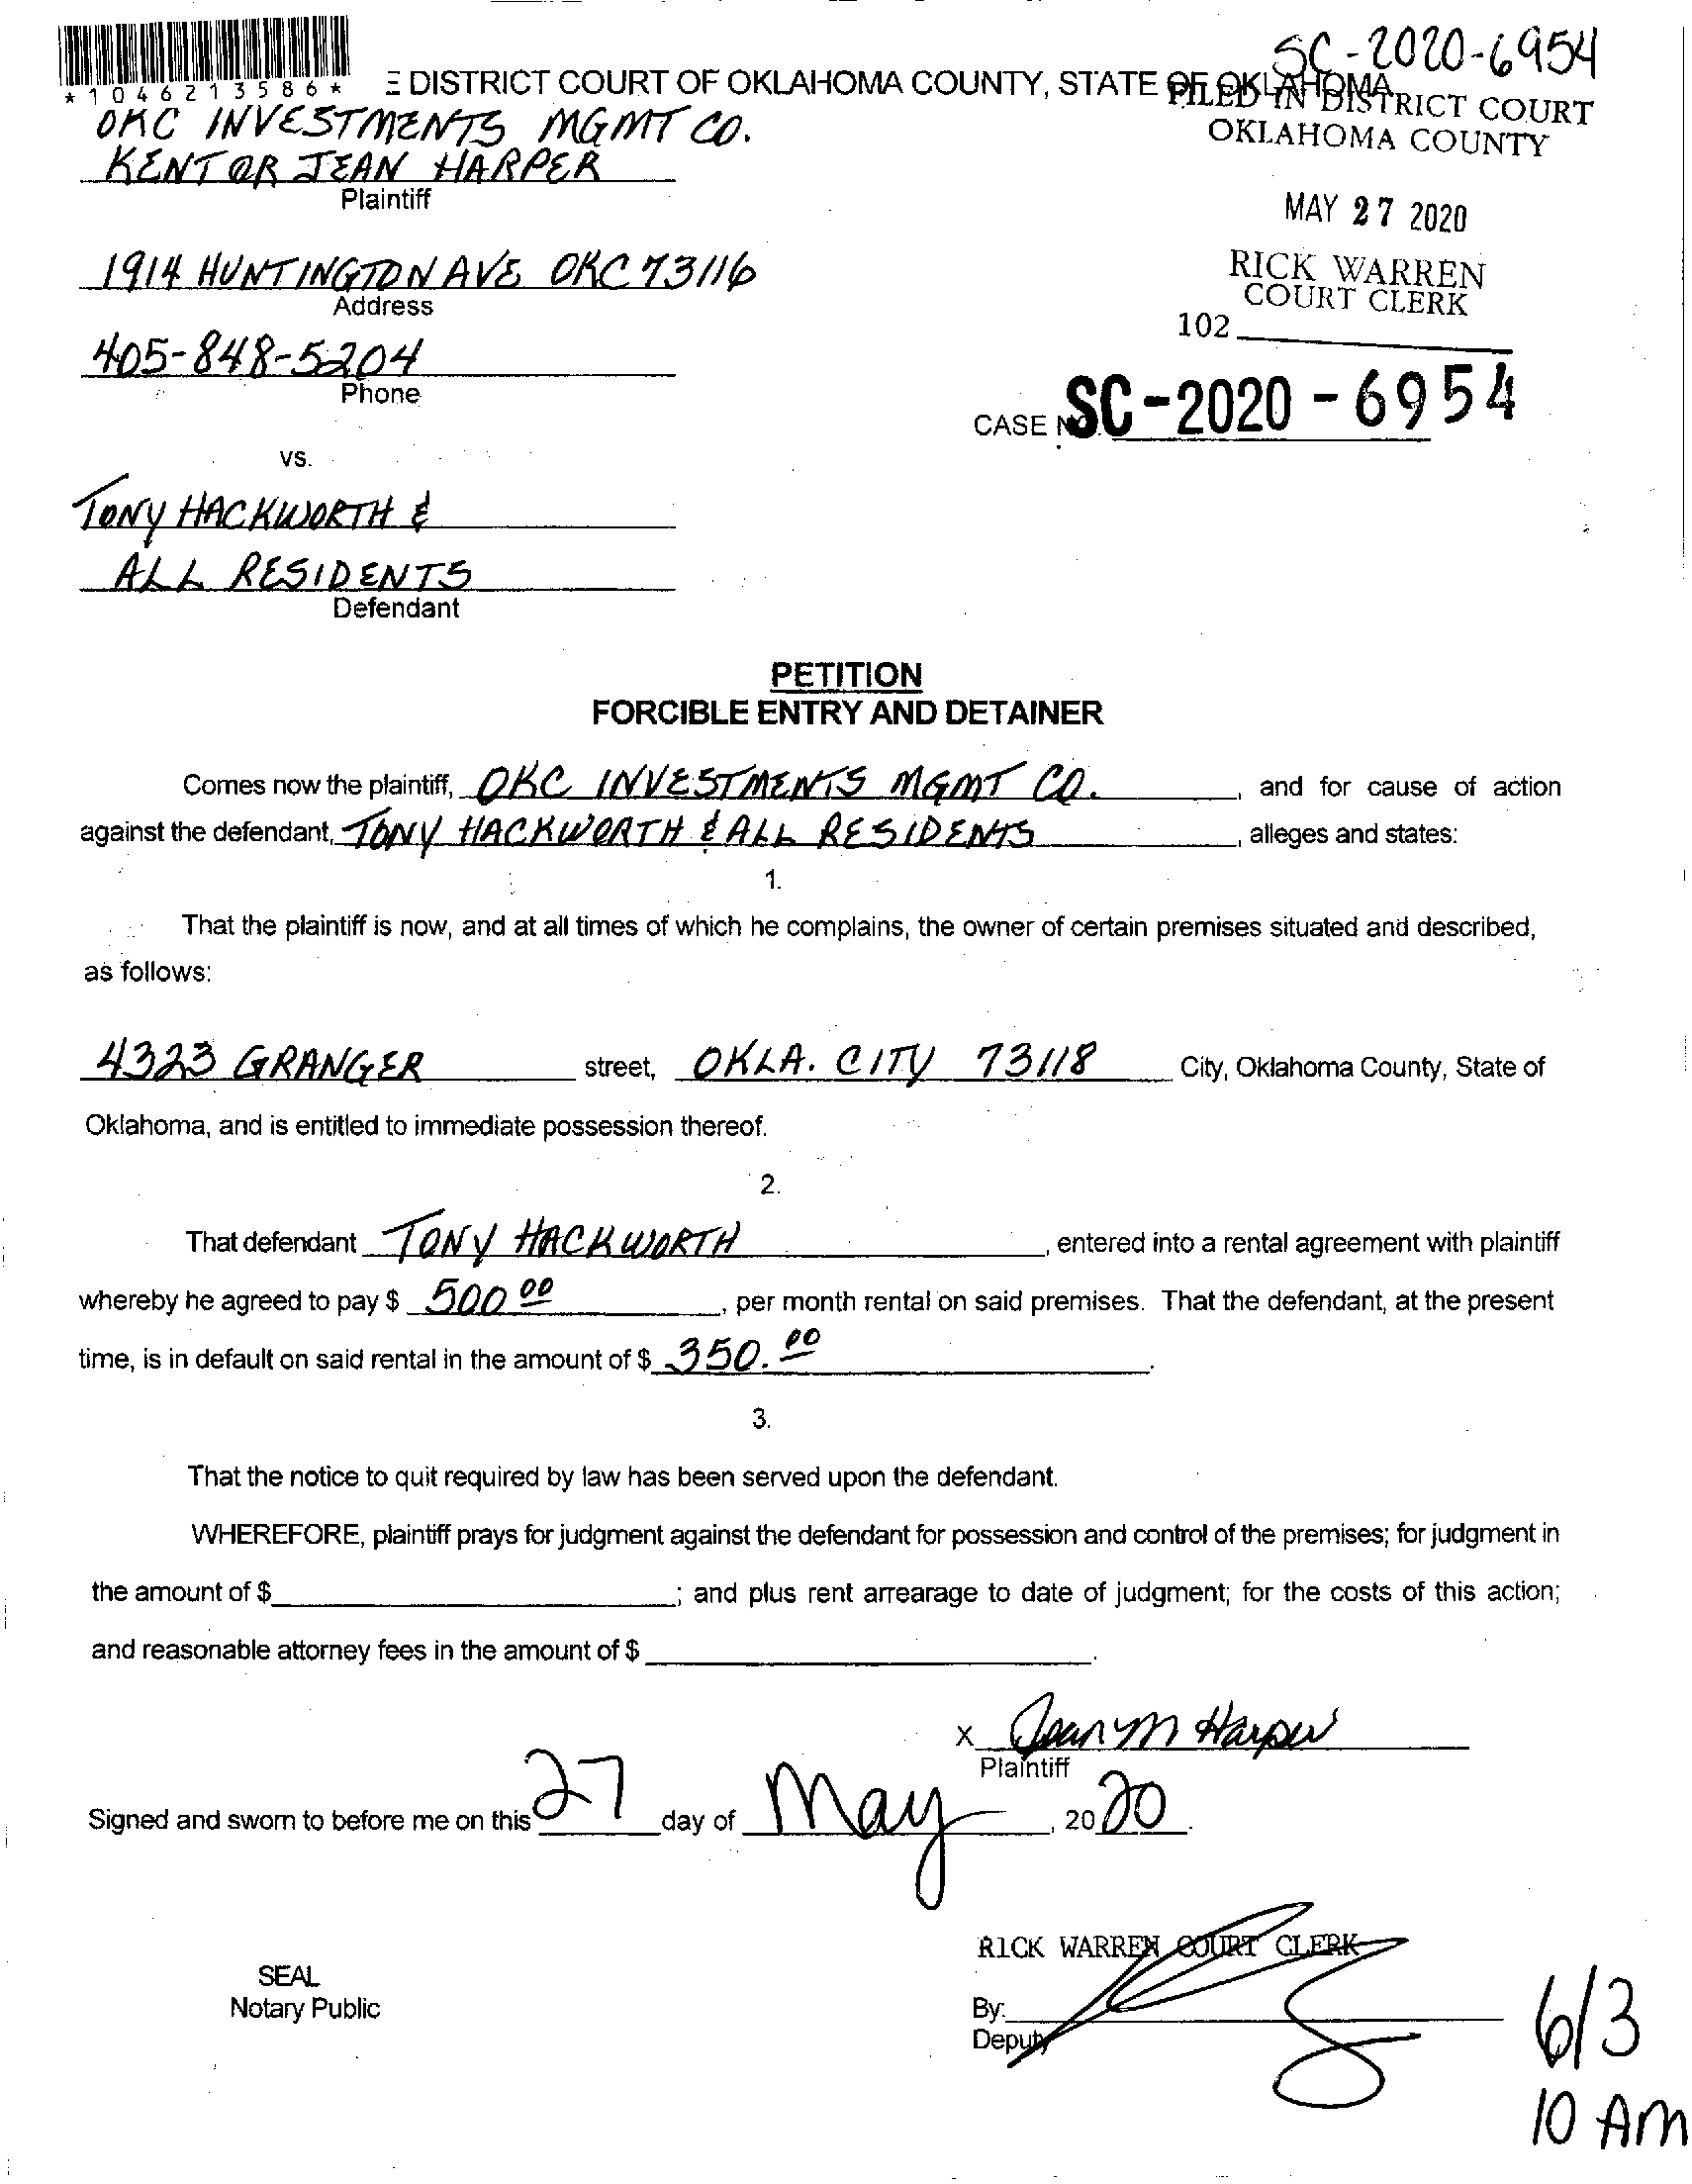 SC-2020-6954
*1046213586*
E DISTRICT COURT OF OKLAHOMA COUNTY, STATE OF OKLAHOMA
FILED IN DISTRICT COURT
OKLAHOMA COUNTY
OKC INVESTMENTS MGMT CO.
KENT OR JEAN HARPER
Plaintiff
MAY 27 2020
1914 HUNTINGTON AVE OKC 73116
Address
RICK WARREN
COURT CLERK
102
405-848-5204
Phone
CASE NO. SC-2020-6954
vs.
TONY HACKWORTH &
ALL RESIDENTS
Defendant
PETITION
FORCIBLE ENTRY AND DETAINER
Comes now the plaintiff, OKC INVESTMENTS MGMT CO., and for cause of action
against the defendant, TONY HACKWORTH & ALL RESIDENTS, alleges and states:
1.
That the plaintiff is now, and at all times of which he complains, the owner of certain premises situated and described,
as follows:
4323 GRANGER street, OKLA. CITY 73118 City, Oklahoma County, State of
Oklahoma, and is entitled to immediate possession thereof.
2.
That defendant TONY HACKWORTH, entered into a rental agreement with plaintiff
whereby he agreed to pay $ 500 00, per month rental on said premises. That the defendant, at the present
time, is in default on said rental in the amount of $ 350.00.
3.
That the notice to quit required by law has been served upon the defendant.
WHEREFORE, plaintiff prays for judgment against the defendant for possession and control of the premises; for judgment in
the amount of $ ; and plus rent arrearage to date of judgment; for the costs of this action;
and reasonable attorney fees in the amount of $ .
x Jean M Harper
Plaintiff
Signed and sworn to before me on this 27 day of May, 2020.
RICK WARREN COURT CLERK
SEAL
Notary Public
By:
Deputy
6/3
10 AM